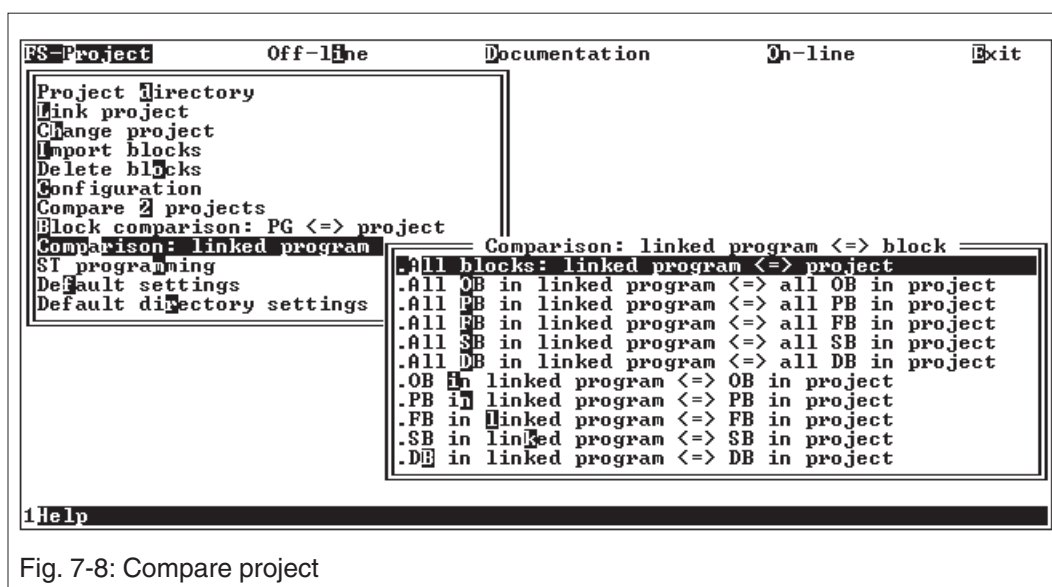 FS-Project Off-line Documentation On-line Exit
Project directory
Link project
Change project
Import blocks
Delete blocks
Configuration
Compare 2 projects
Block comparison: PG <=> project
Comparison: linked program
ST programming
Default settings
Default directory settings
Comparison: linked program <=> block
.All blocks: linked program <=> project
.All OB in linked program <=> all OB in project
.All PB in linked program <=> all PB in project
.All FB in linked program <=> all FB in project
.All SB in linked program <=> all SB in project
.All DB in linked program <=> all DB in project
.OB in linked program <=> OB in project
.PB in linked program <=> PB in project
.FB in linked program <=> FB in project
.SB in linked program <=> SB in project
.DB in linked program <=> DB in project
1Help
Fig. 7-8: Compare project